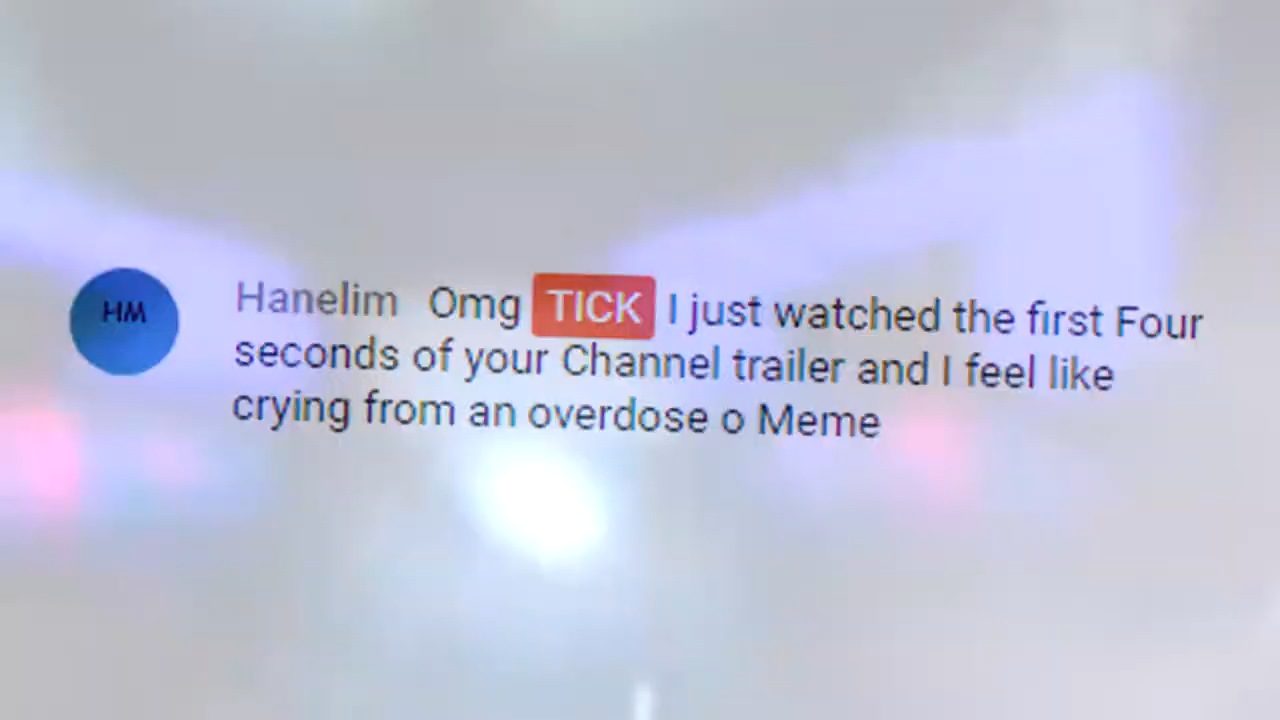 HM
Hanelim Omg TICK I just watched the first Four
seconds of your Channel trailer and I feel like
crying from an overdose o Meme